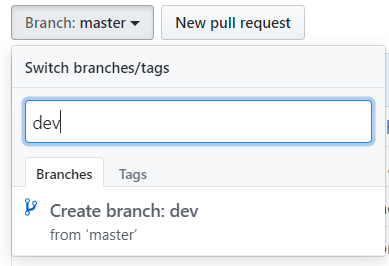 Branch: master New pull request
Switch branches/tags
dev
Branches Tags
Create branch: dev
from ‘master’